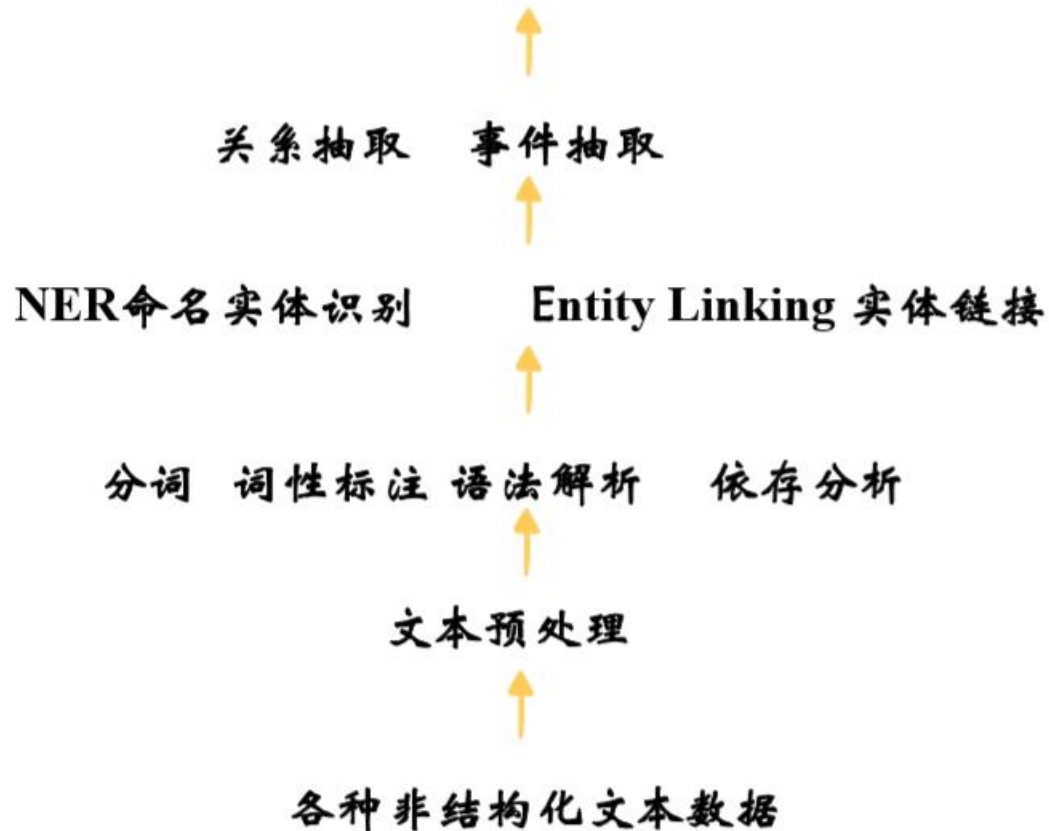 关系抽取 事件抽取
NER命名实体识别 Entity Linking 实体链接
分词 词性标注 语法解析 依存分析
文本预处理
各种非结构化文本数据